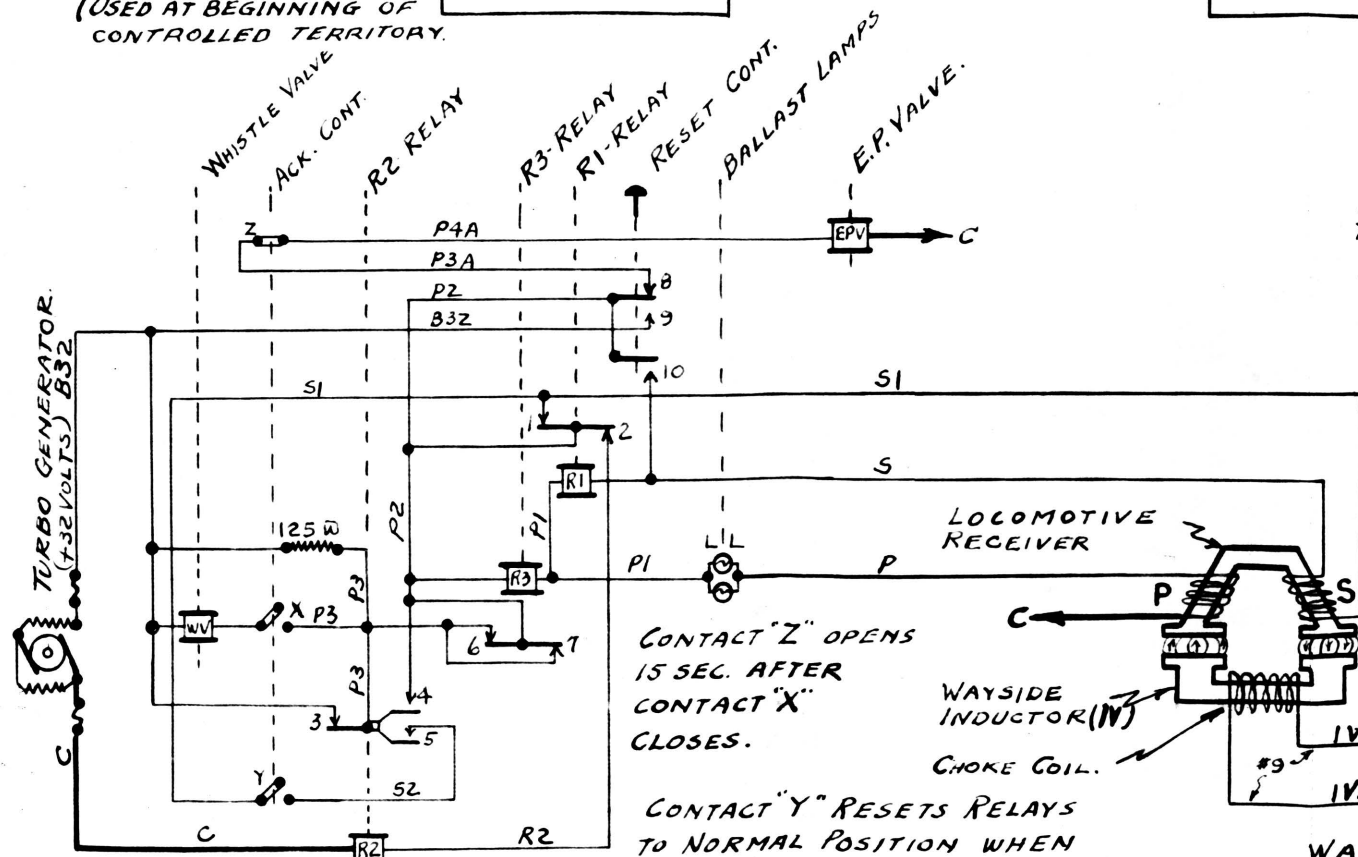 (USED AT BEGINNING OF
CONTROLLED TERRITORY.
WHISTLE VALVE
ACK. CONT.
R2 RELAY
R3-RELAY
R1-RELAY
RESET CONT.
BALLAST LAMPS
E.P. VALVE.
Z
P4A
EPV
C
P3A
8
P2
B32
9
10
TURBO GENERATOR.
(+32VOLTS) B32
S1
S1
1
2
R1
S
P2
P1
125 ω
LOCOMOTIVE
RECEIVER
R3
P1
L L
P
P
S
P3
WV
X
P3
6
7
C
CONTACT "Z" OPENS
15 SEC. AFTER
CONTACT "X"
CLOSES.
P3
4
3
5
WAYSIDE
INDUCTOR (IV)
C
CHOKE COIL.
IV
#9
Y
S2
IV
CONTACT "Y" RESETS RELAYS
TO NORMAL POSITION WHEN
C
R2
R2
WA